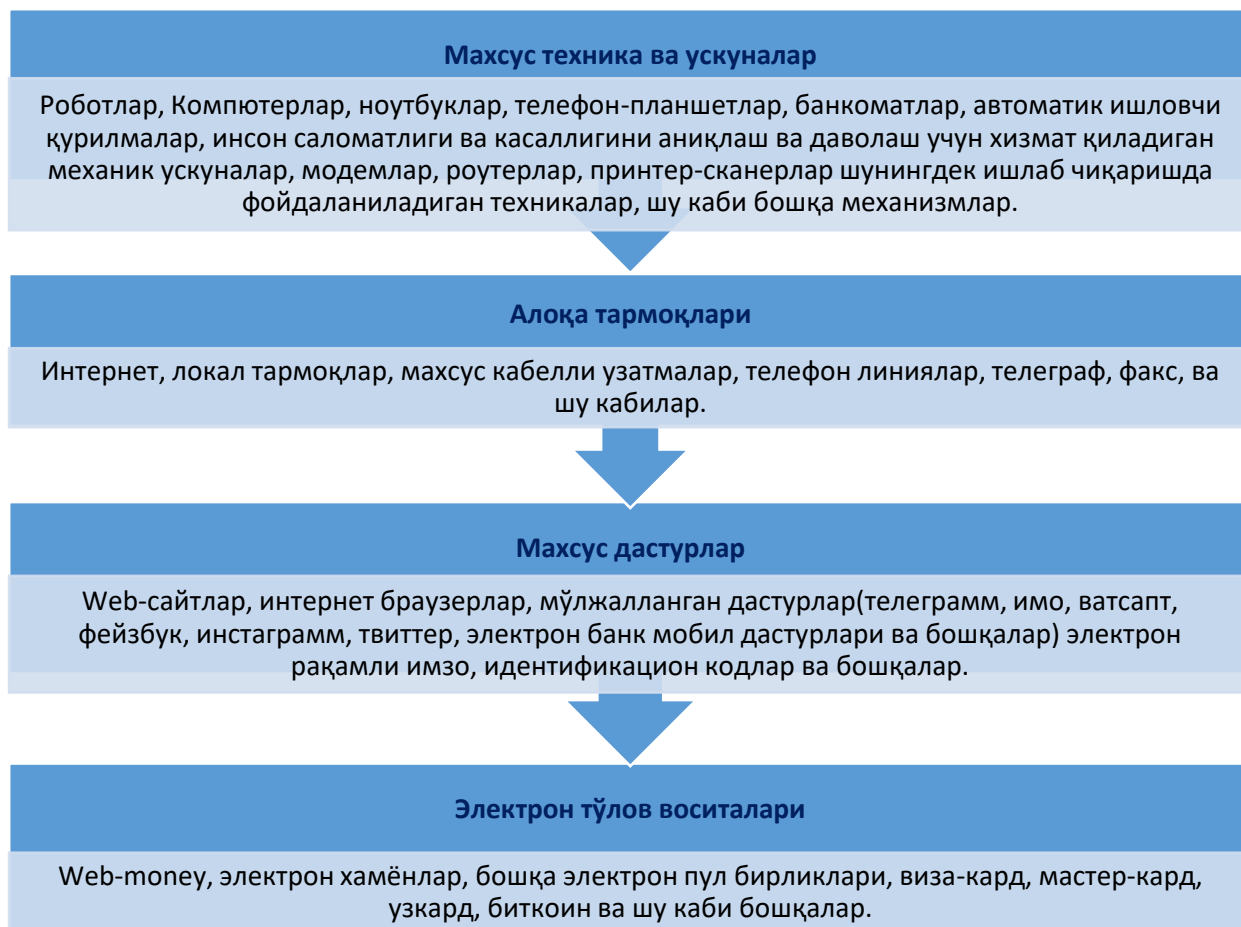 Махсус техника ва ускуналар
Роботлар, Компютерлар, ноутбуклар, телефон-планшетлар, банкоматлар, автоматик ишловчи
қурилмалар, инсон саломатлиги ва касаллигини аниқлаш ва даволаш учун хизмат қиладиган
механик ускуналар, модемлар, роутерлар, принтер-сканерлар шунингдек ишлаб чиқаришда
фойдаланиладиган техникалар, шу каби бошқа механизмлар.
Алоқа тармоқлари
Интернет, локал тармоқлар, махсус кабелли узатмалар, телефон линиялар, телеграф, факс, ва
шу кабилар.
Махсус дастурлар
Web-сайтлар, интернет браузерлар, мўлжалланган дастурлар(телеграмм, имо, ватсапт,
фейзбук, инстаграмм, твиттер, электрон банк мобил дастурлари ва бошқалар) электрон
рақамли имзо, идентификацион кодлар ва бошқалар.
Электрон тўлов воситалари
Web-money, электрон хамёнлар, бошқа электрон пул бирликлари, виза-кард, мастер-кард,
узкард, биткоин ва шу каби бошқалар.